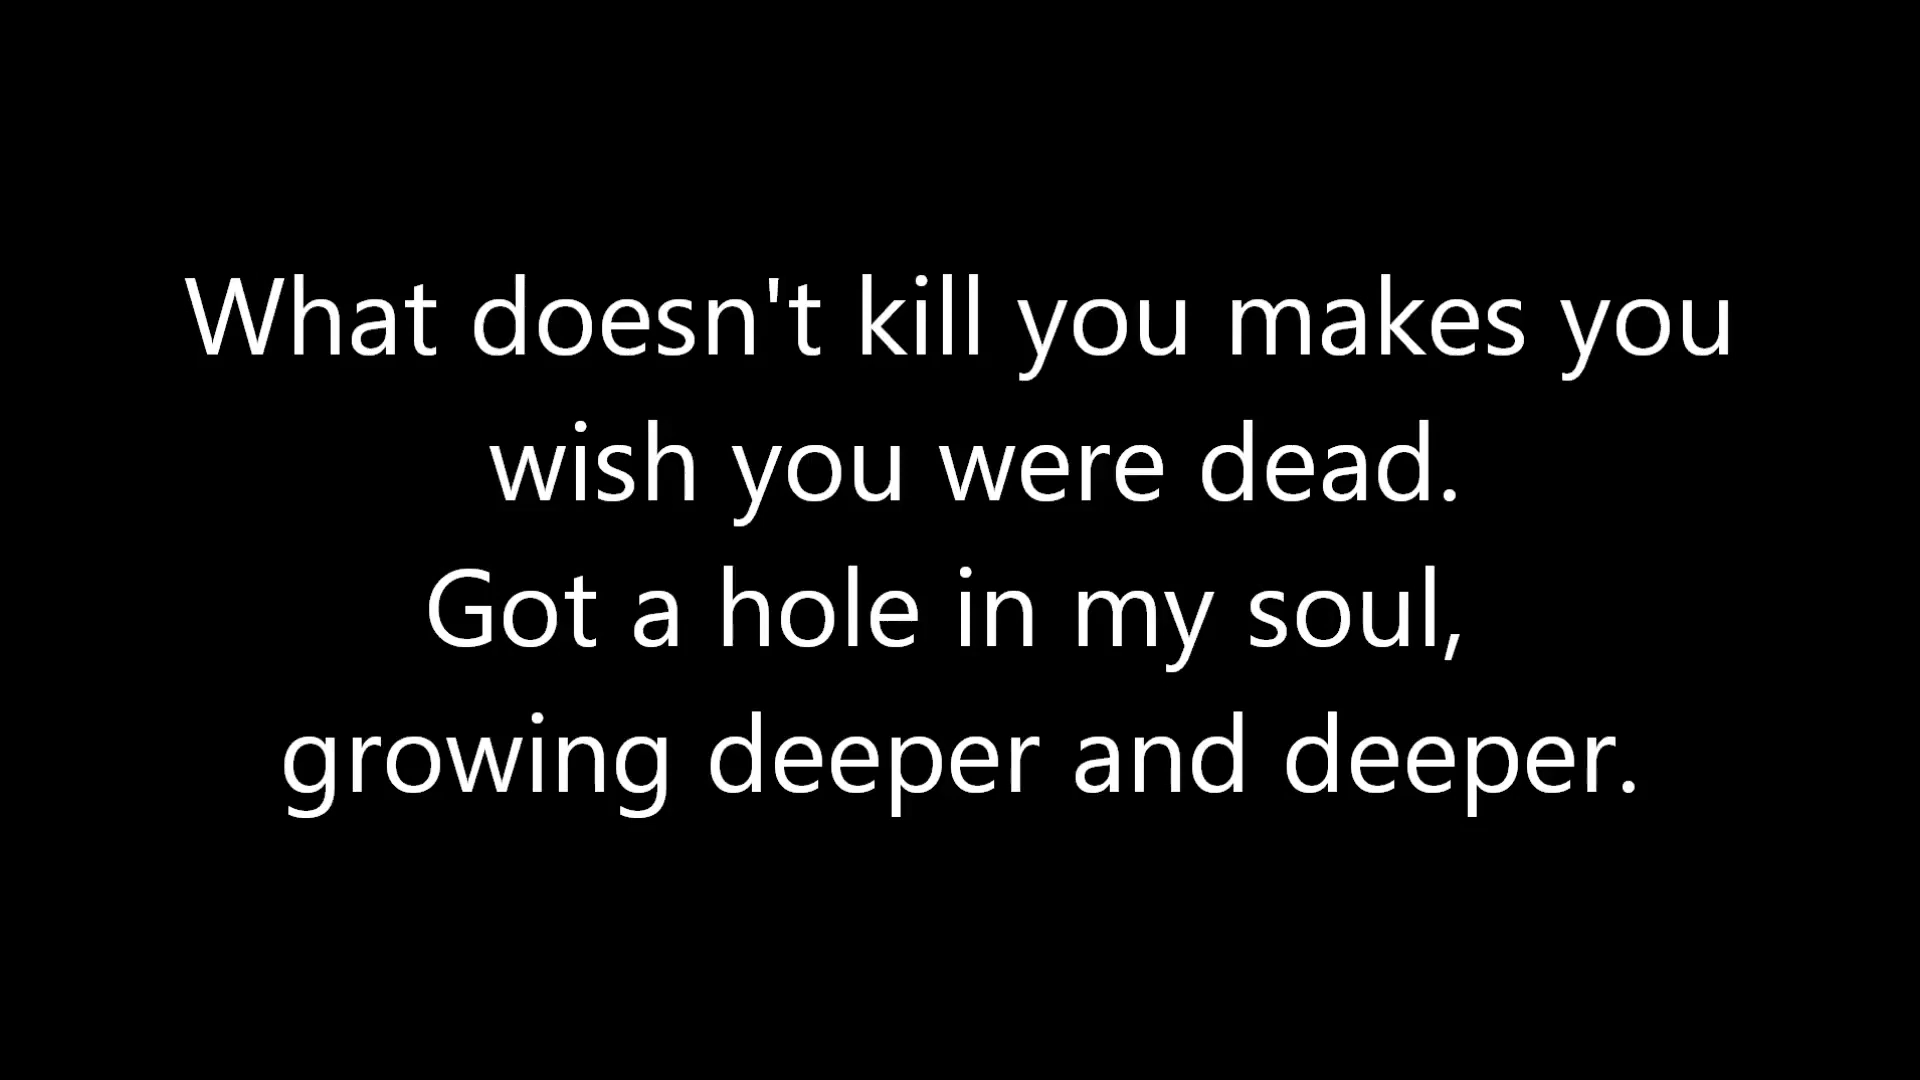 What doesn't kill you makes you
wish you were dead.
Got a hole in my soul,
growing deeper and deeper.